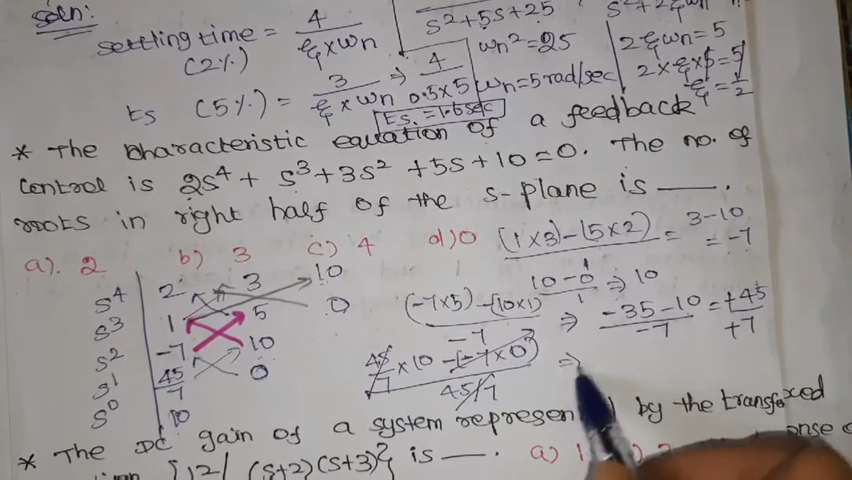 soln:
settling time = 4 / ξ×ωn
(2%)
ts (5%) = 3 / ξ×ωn ⇒ 4 / 0.5×5
ts = 1.6 sec
s²+5s+25
ωn² = 25
ωn = 5 rad/sec
2ξωn = 5
2×ξ×5 = 5
ξ = 1/2
* The characteristic equation of a feedback
control is 2s⁴ + s³ + 3s² + 5s + 10 = 0. The no. of
roots in right half of the s-plane is ___.
a). 2 b) 3 c) 4 d) 0
(1×3)-(5×2) / 1 = 3-10 = -7
s⁴ 2 3 10
s³ 1 5 0
s² -7 10
s¹ 45/7 0
s⁰ 10
10-0 / 1 ⇒ 10
(-7×5)-(10×1) / -7 ⇒ -35-10 / -7 = +45 / +7
45/7 ×10 - (-7×0) / 45/7 ⇒
* The DC gain of a system represented by the
(s+2)(s+3)} is ___. a) 1